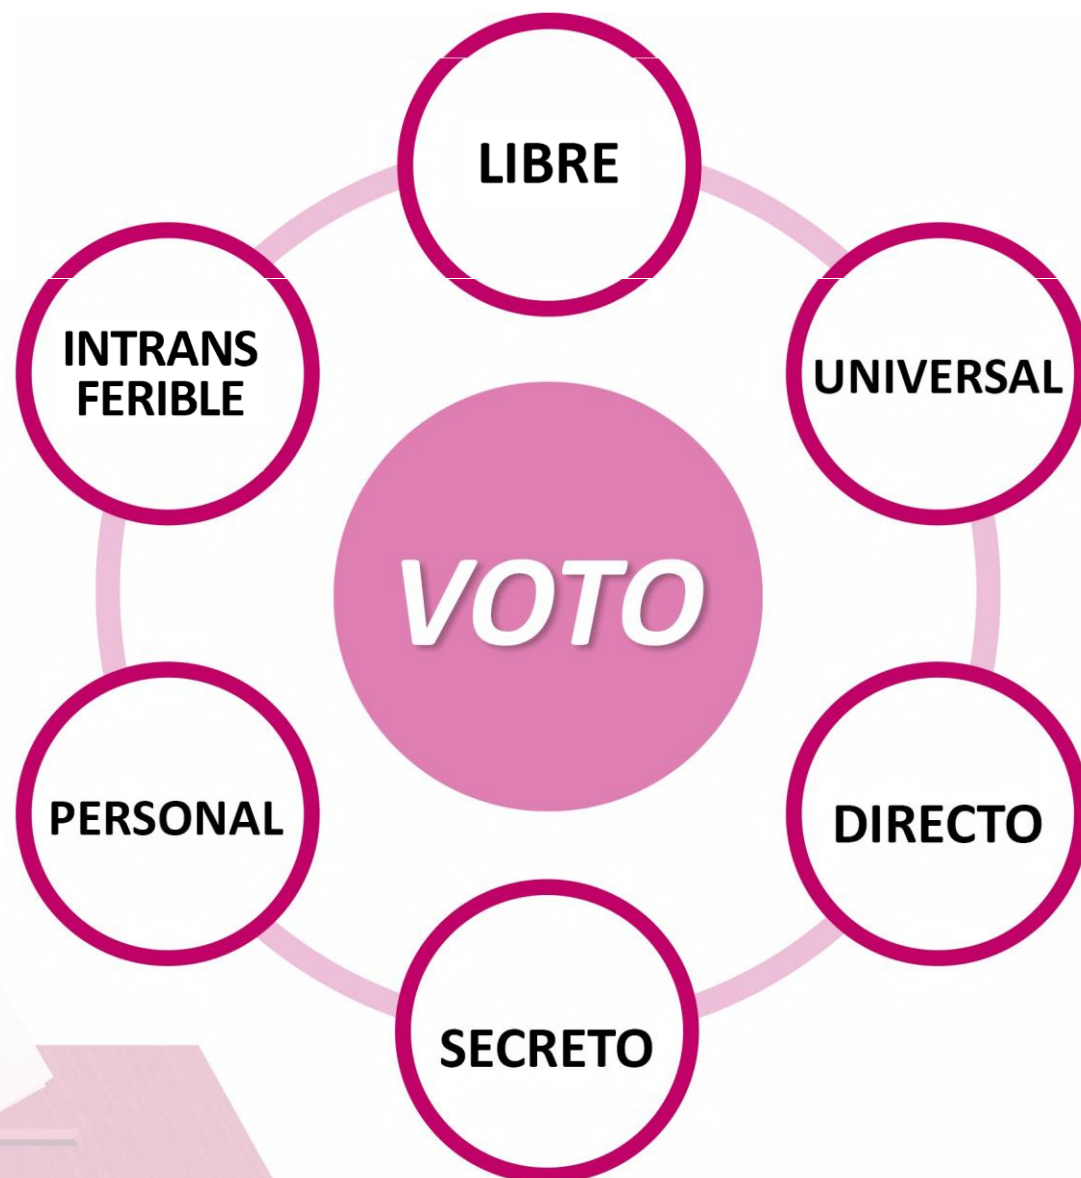 LIBRE
UNIVERSAL
DIRECTO
SECRETO
PERSONAL
INTRANS
FERIBLE
VOTO